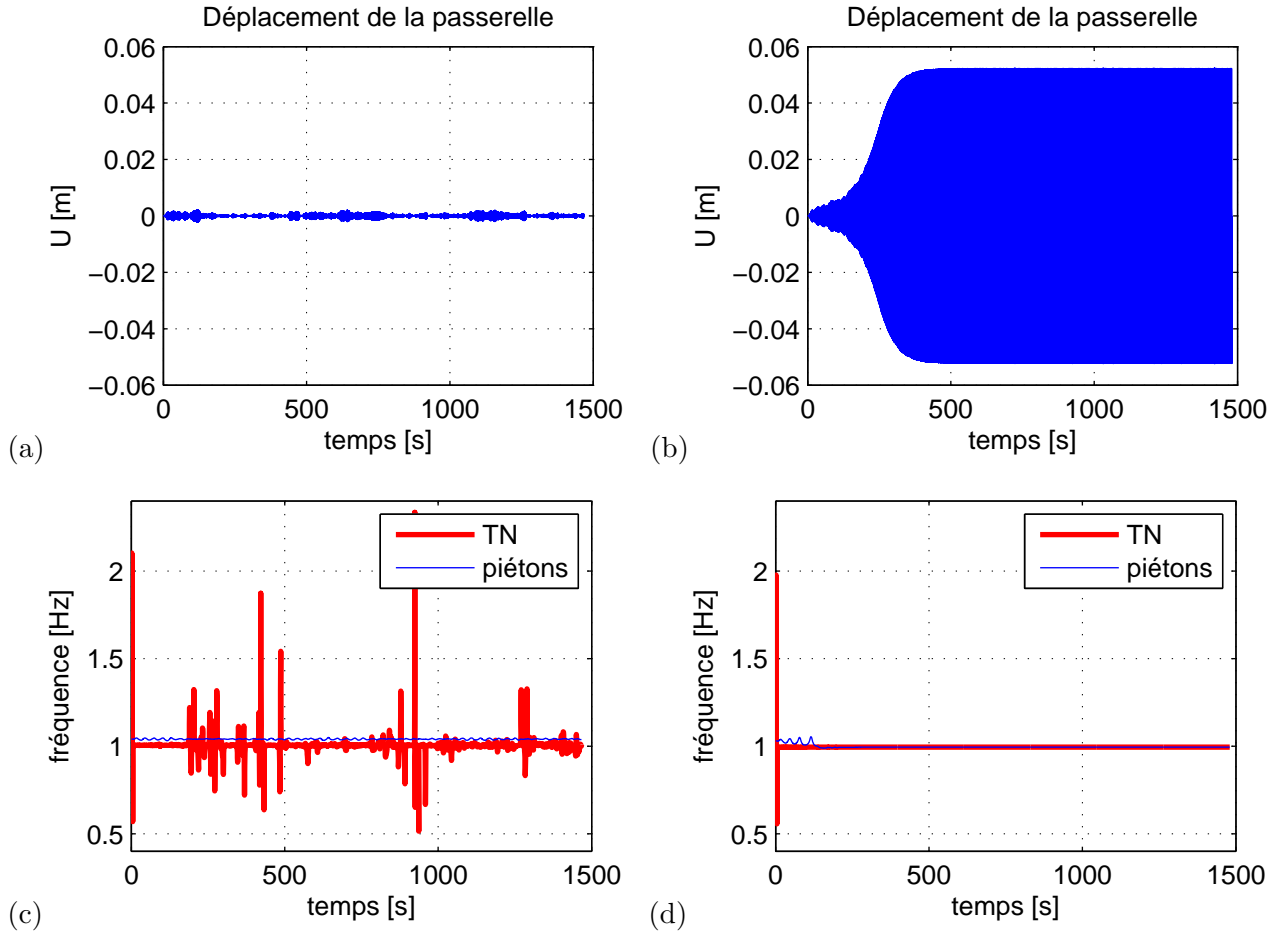 Déplacement de la passerelle
0.06
0.04
0.02
0
−0.02
−0.04
−0.06
U [m]
0 500 1000 1500
temps [s]
(a)
Déplacement de la passerelle
0.06
0.04
0.02
0
−0.02
−0.04
−0.06
U [m]
0 500 1000 1500
temps [s]
(b)
TN
piétons
2
1.5
1
0.5
fréquence [Hz]
0 500 1000 1500
temps [s]
(c)
TN
piétons
2
1.5
1
0.5
fréquence [Hz]
0 500 1000 1500
temps [s]
(d)